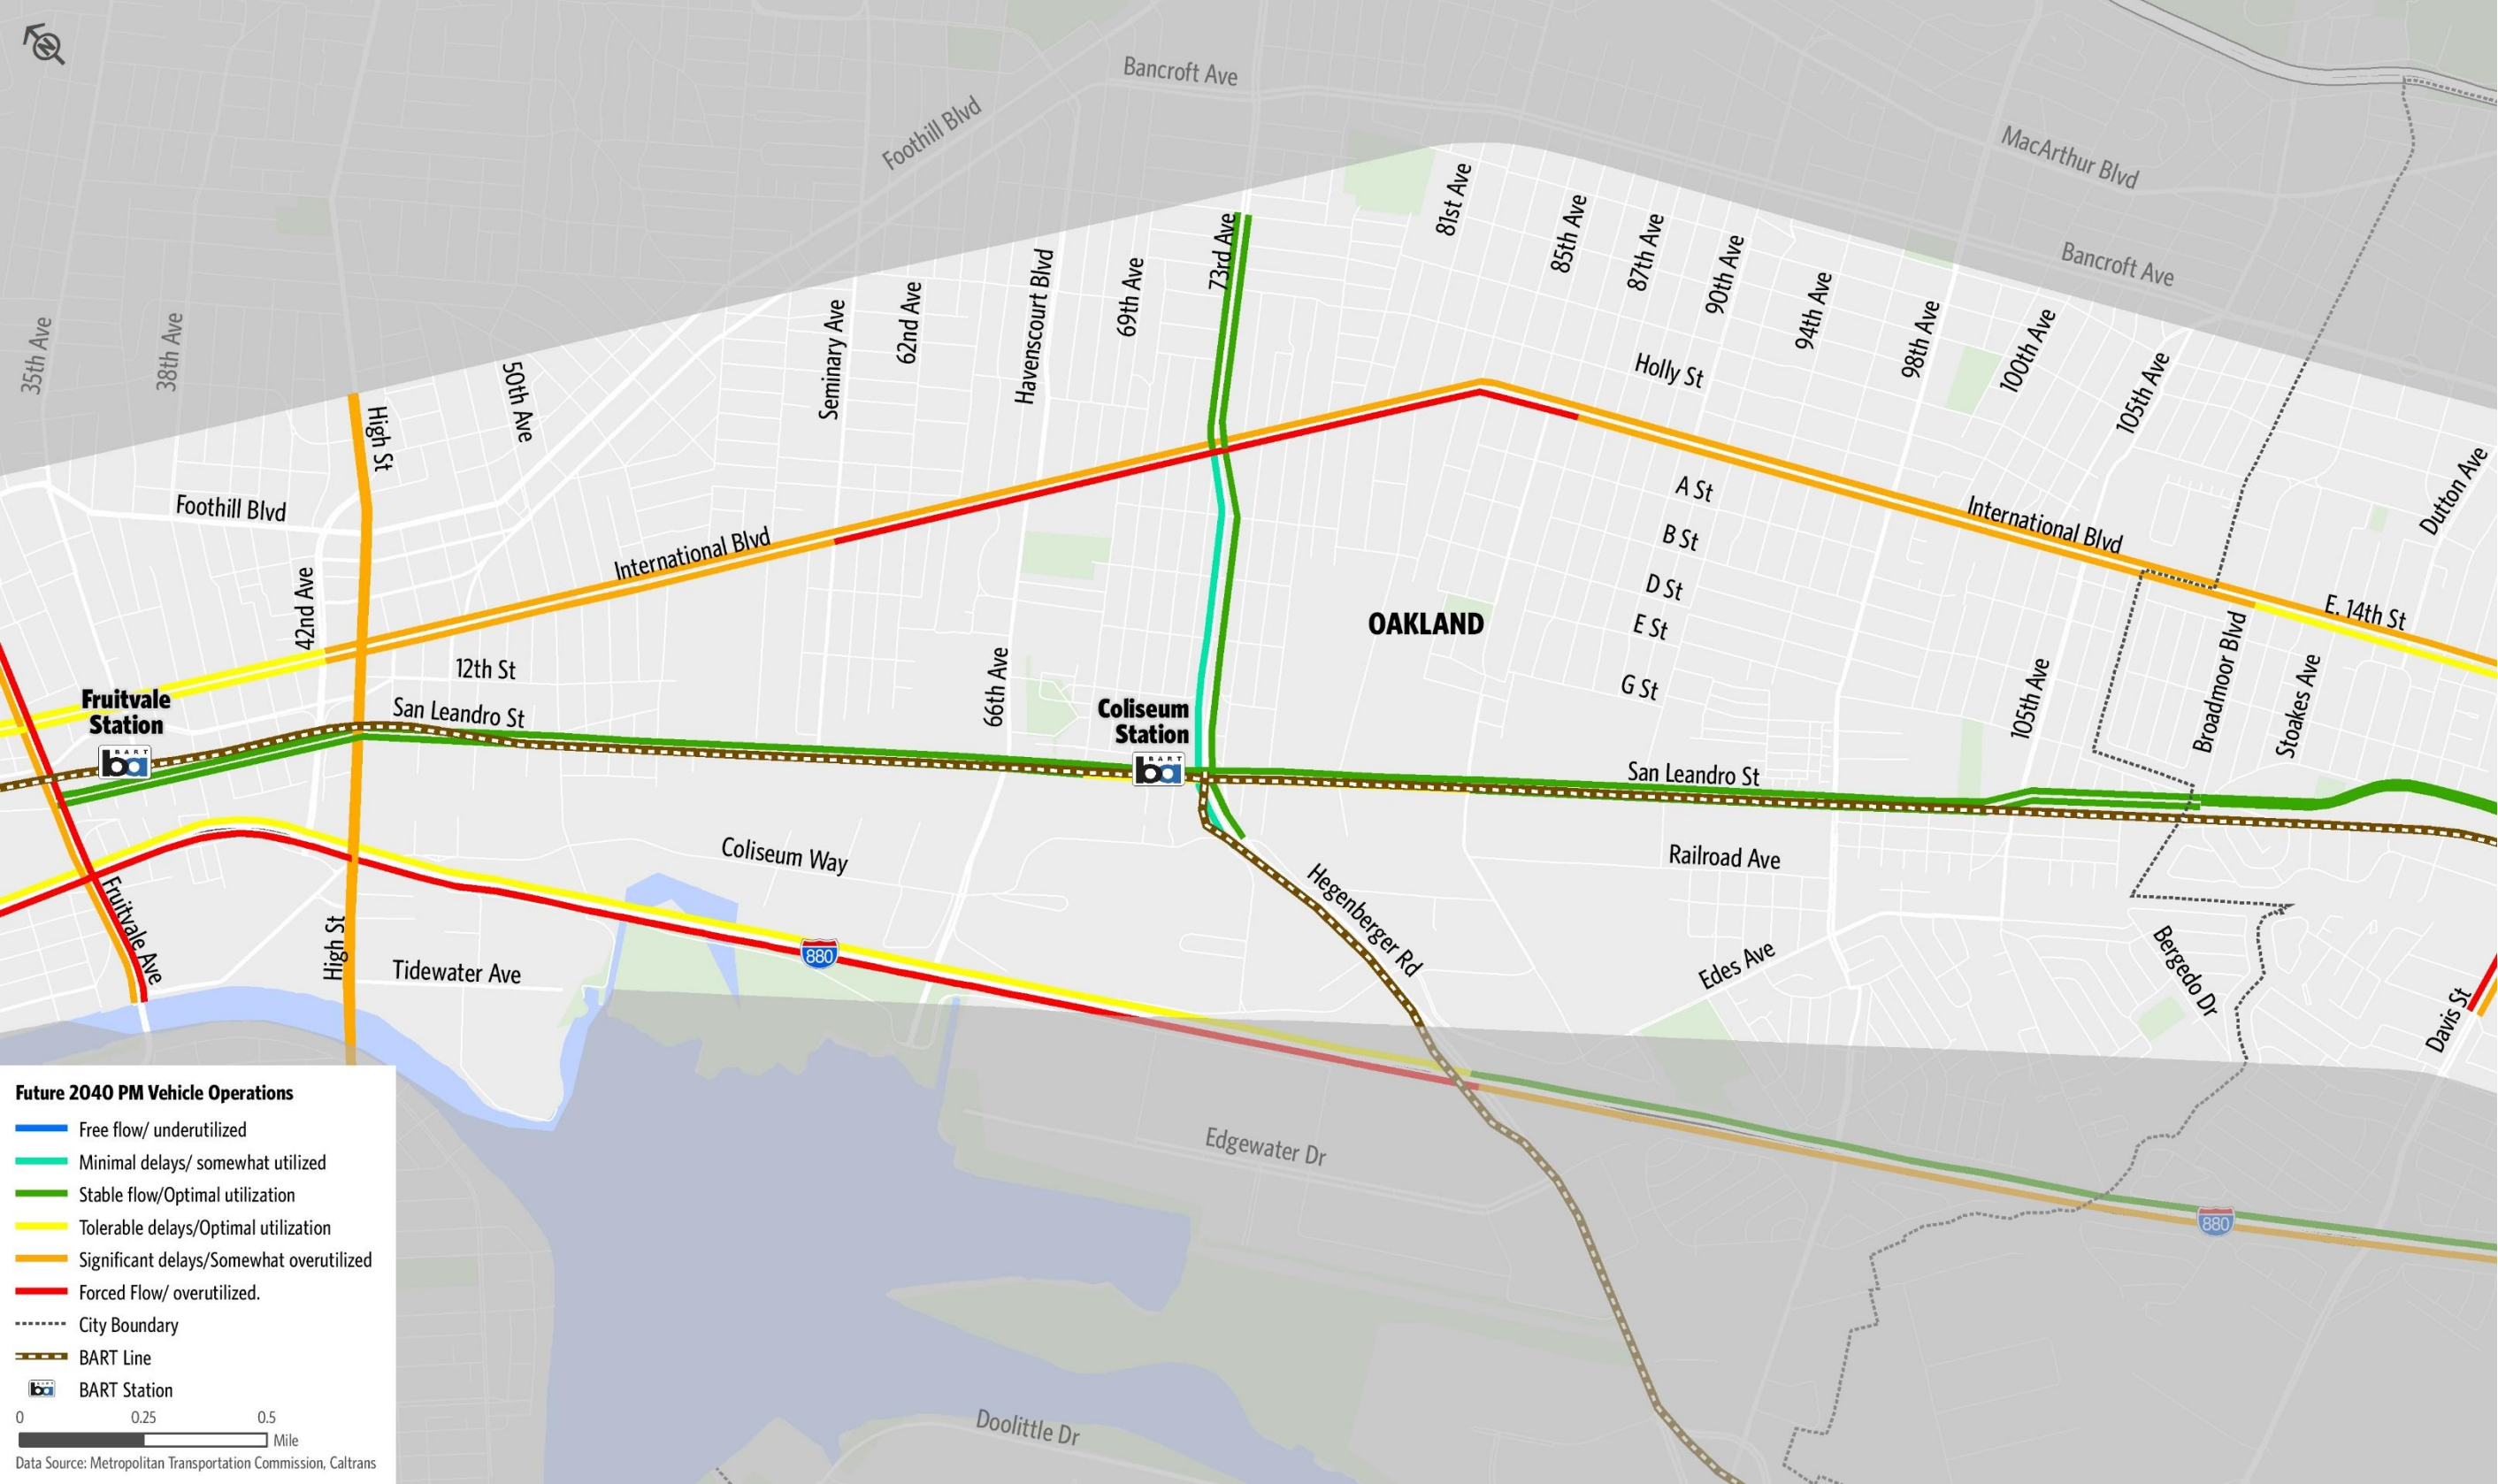 N
Bancroft Ave
Foothill Blvd
MacArthur Blvd
Bancroft Ave
35th Ave
38th Ave
High St
50th Ave
Seminary Ave
62nd Ave
Havenscourt Blvd
69th Ave
73rd Ave
81st Ave
85th Ave
87th Ave
90th Ave
94th Ave
98th Ave
100th Ave
105th Ave
Dutton Ave
Holly St
Foothill Blvd
International Blvd
A St
B St
D St
E St
G St
International Blvd
E. 14th St
42nd Ave
12th St
OAKLAND
66th Ave
105th Ave
Broadmoor Blvd
Stoakes Ave
Fruitvale
Station
BART
ba
San Leandro St
Coliseum
Station
BART
ba
San Leandro St
Coliseum Way
Railroad Ave
Fruitvale Ave
High St
Tidewater Ave
880
Hegenberger Rd
Edes Ave
Bergedo Dr
Davis St
Edgewater Dr
880
Doolittle Dr
Future 2040 PM Vehicle Operations
Free flow/ underutilized
Minimal delays/ somewhat utilized
Stable flow/Optimal utilization
Tolerable delays/Optimal utilization
Significant delays/Somewhat overutilized
Forced Flow/ overutilized.
City Boundary
BART Line
ba BART Station
0 0.25 0.5
Mile
Data Source: Metropolitan Transportation Commission, Caltrans